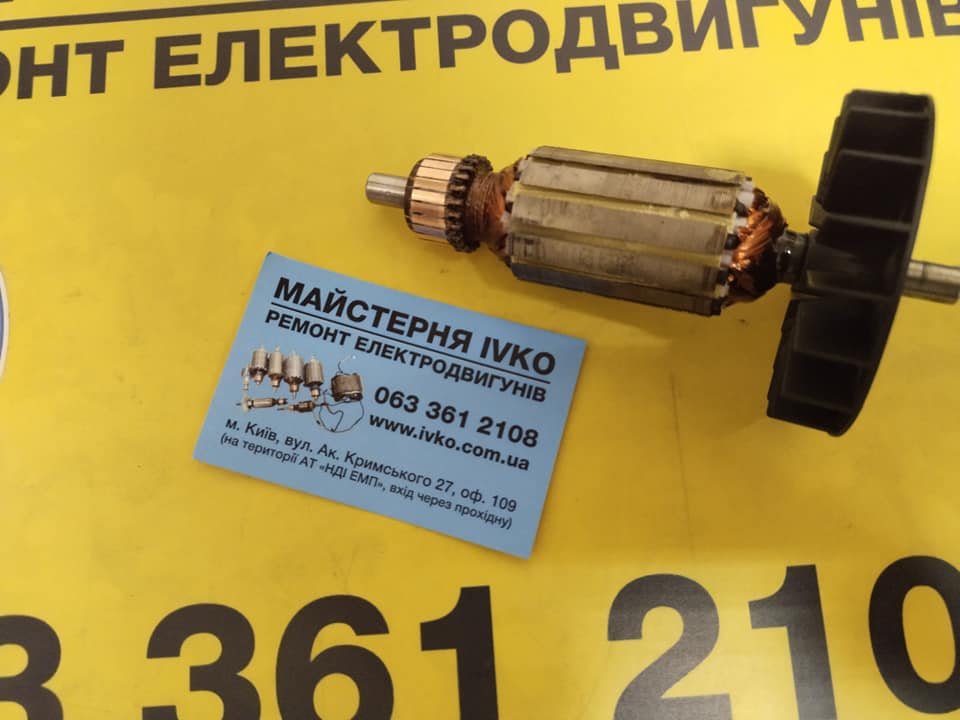 ОНТ ЕЛЕКТРОДВИГУНІВ
МАЙСТЕРНЯ IVKO
РЕМОНТ ЕЛЕКТРОДВИГУНІВ
063 361 2108
www.ivko.com.ua
м. Київ, вул. Ак. Кримського 27, оф. 109
(на території АТ «НДІ ЕМП», вхід через прохідну)
3 361 210